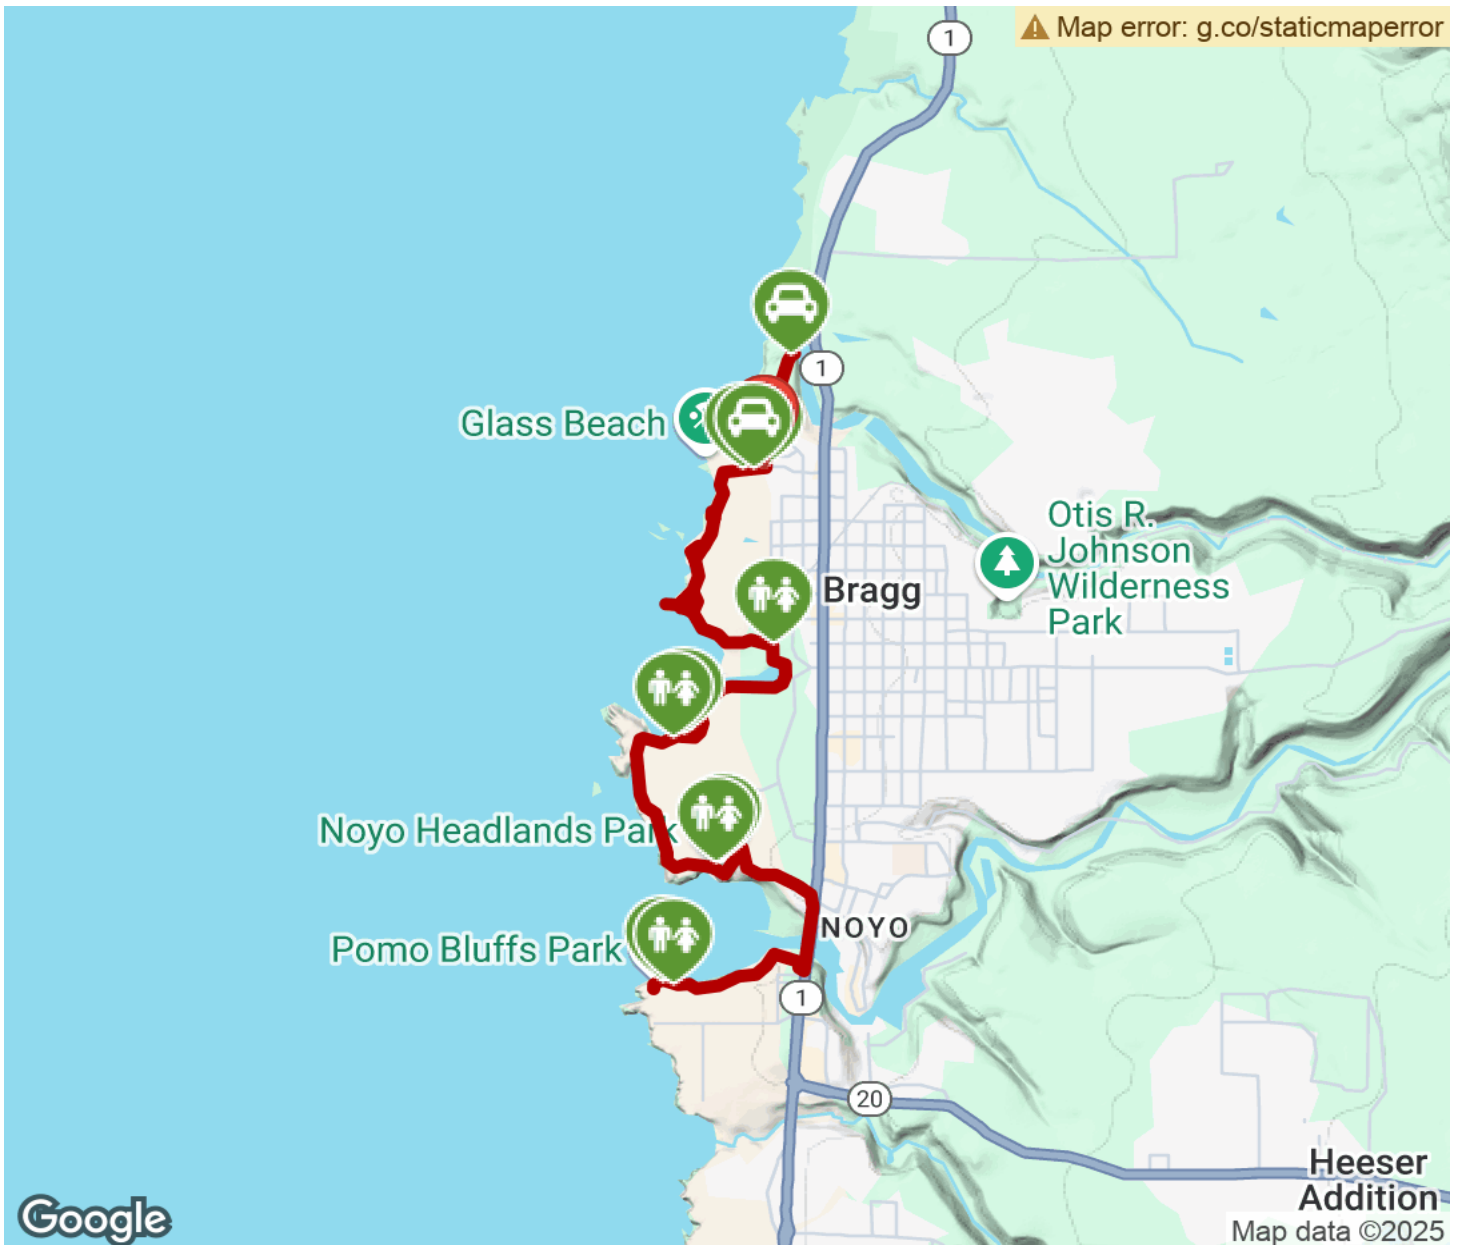 1
Map error: g.co/staticmaperror
1
Glass Beach
Otis R.
Johnson
Wilderness
Park
Bragg
Noyo Headlands Park
NOYO
Pomo Bluffs Park
1
20
Heeser
Addition
Google
Map data ©2025